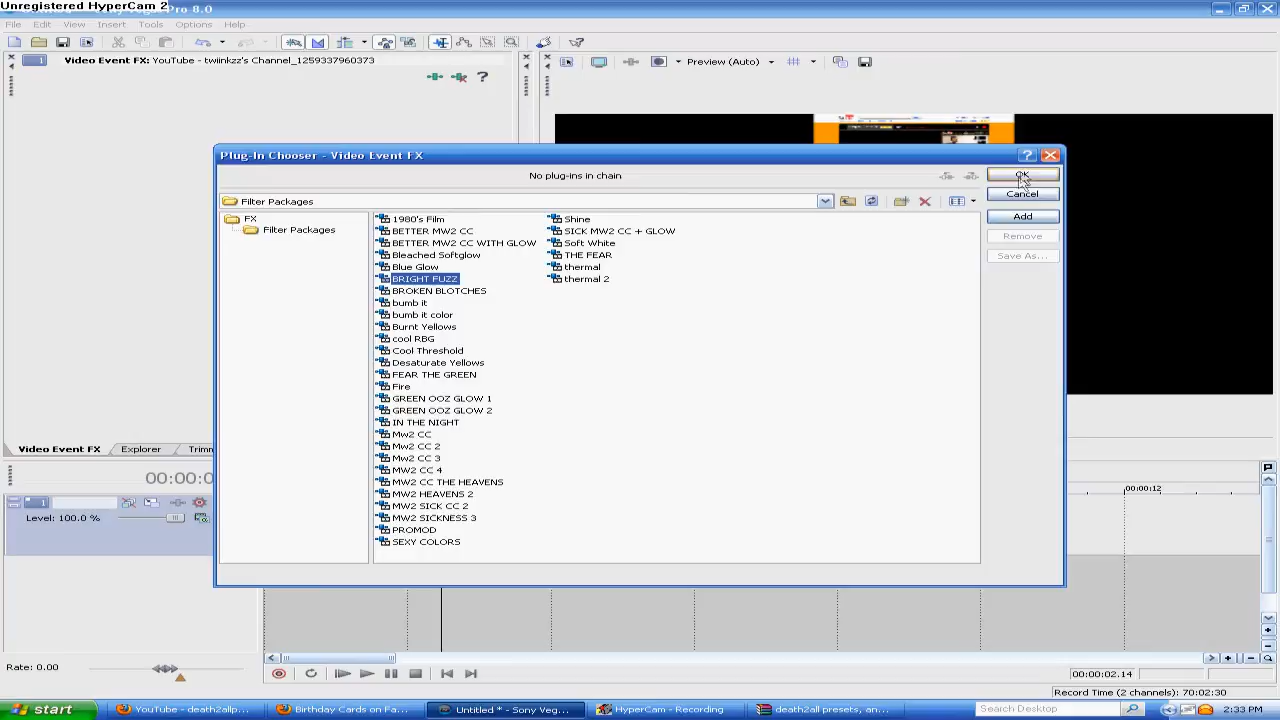 Unregistered HyperCam 2
Pro 8.0
File Edit View Insert Tools Options Help
Video Event FX: YouTube - twiinkzz's Channel_1259337960373
Preview (Auto)
Plug-In Chooser - Video Event FX
No plug-ins in chain
OK
Filter Packages
Cancel
Add
Remove
Save As...
FX
Filter Packages
1980's Film
BETTER MW2 CC
BETTER MW2 CC WITH GLOW
Bleached Softglow
Blue Glow
BRIGHT FUZZ
BROKEN BLOTCHES
bumb it
bumb it color
Burnt Yellows
cool RBG
Cool Threshold
Desaturate Yellows
FEAR THE GREEN
Fire
GREEN OOZ GLOW 1
GREEN OOZ GLOW 2
IN THE NIGHT
Mw2 CC
Mw2 CC 2
Mw2 CC 3
MW2 CC 4
MW2 CC THE HEAVENS
MW2 HEAVENS 2
MW2 SICK CC 2
MW2 SICKNESS 3
PROMOD
SEXY COLORS
Shine
SICK MW2 CC + GLOW
Soft White
THE FEAR
thermal
thermal 2
Video Event FX Explorer Trimm
00:00:0
00:00:12
1
Level: 100.0 %
Rate: 0.00
00:00:02.14
Record Time (2 channels): 70:02:30
start YouTube - death2allp... Birthday Cards on Fa... Untitled * - Sony Veg... HyperCam - Recording death2all presets, an... Search Desktop 2:33 PM